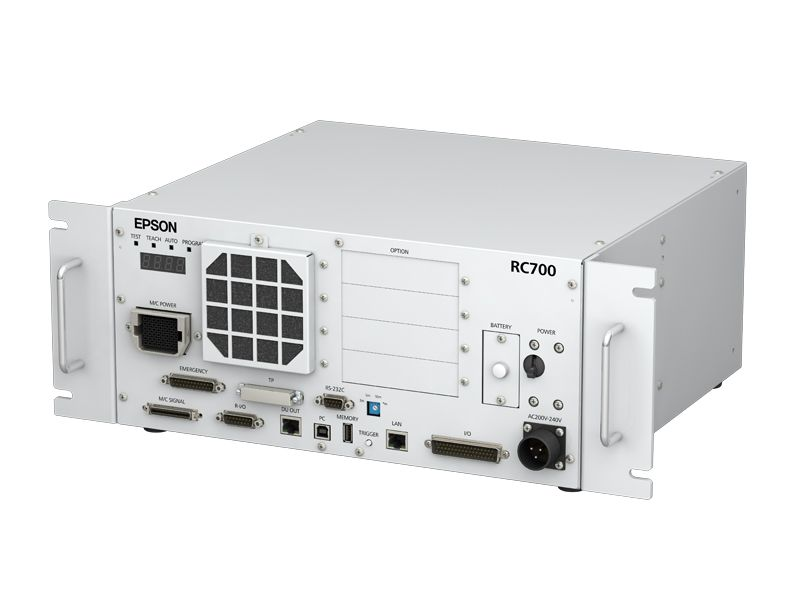 EPSON
TEST TEACH AUTO PROGRAM
OPTION
RC700
M/C POWER
BATTERY
POWER
EMERGENCY
TP
RS-232C
M/C SIGNAL
R-I/O
DU OUT
PC
MEMORY
TRIGGER
LAN
I/O
AC200V-240V